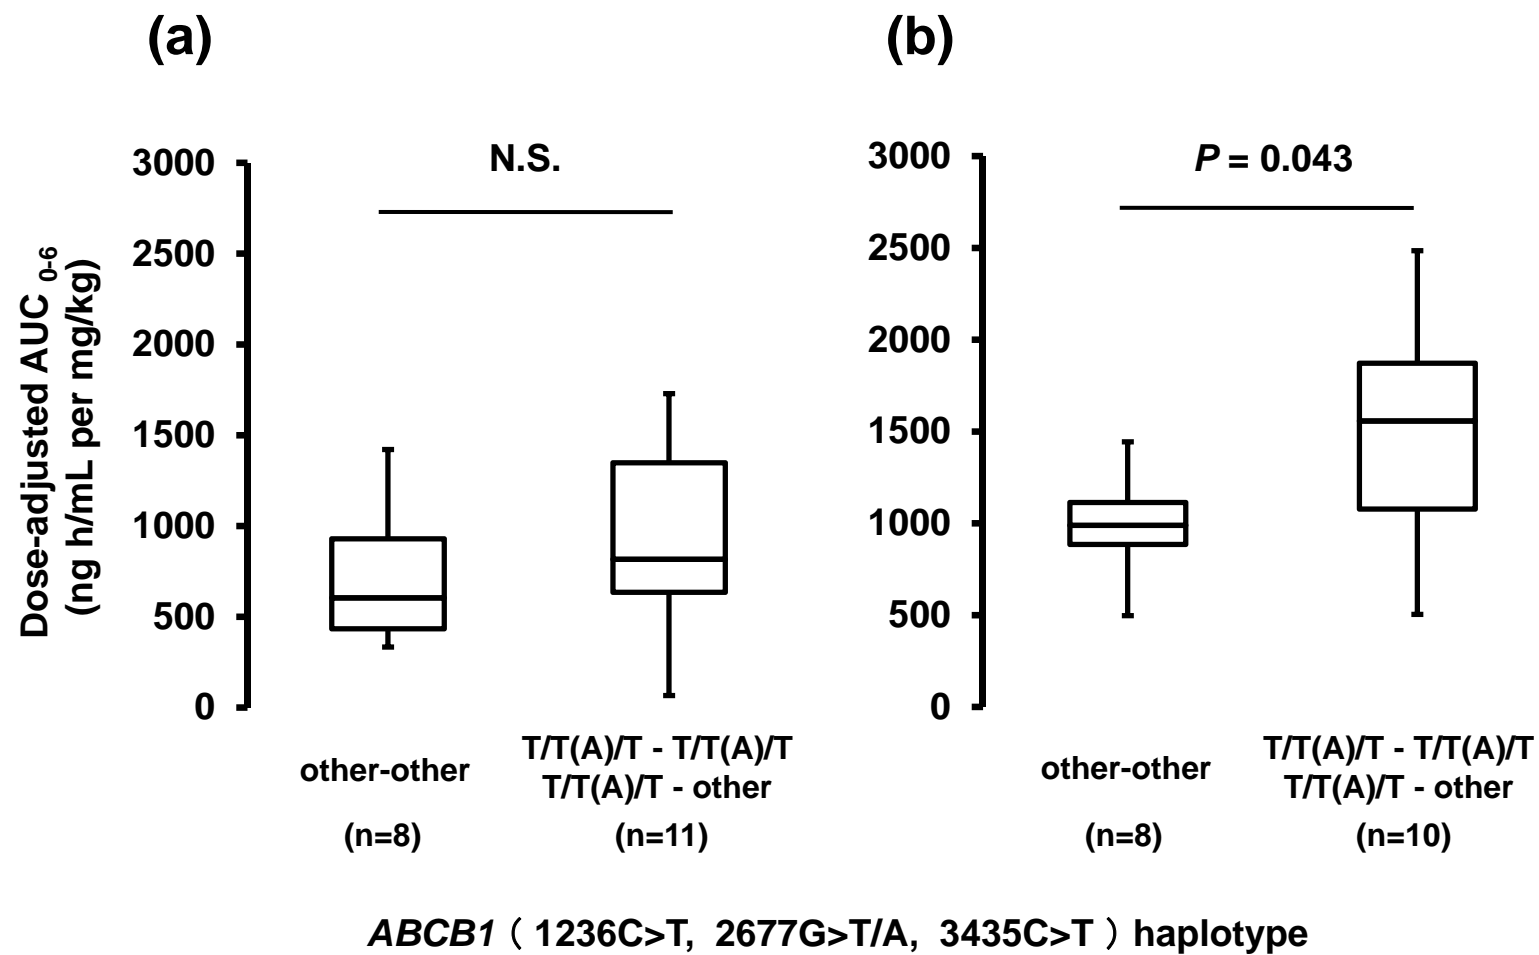 (a)
(b)
N.S.
P = 0.043
3000
2500
2000
1500
1000
500
0
3000
2500
2000
1500
1000
500
0
Dose-adjusted AUC 0-6
(ng h/mL per mg/kg)
other-other
T/T(A)/T - T/T(A)/T
T/T(A)/T - other
(n=8)
(n=11)
other-other
T/T(A)/T - T/T(A)/T
T/T(A)/T - other
(n=8)
(n=10)
ABCB1（1236C>T, 2677G>T/A, 3435C>T）haplotype